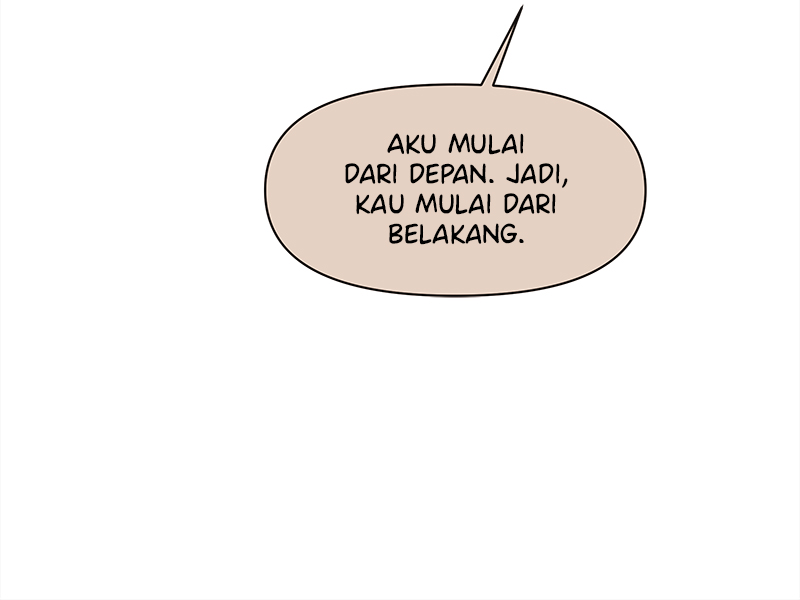 AKU MULAI
DARI DEPAN. JADI,
KAU MULAI DARI
BELAKANG.